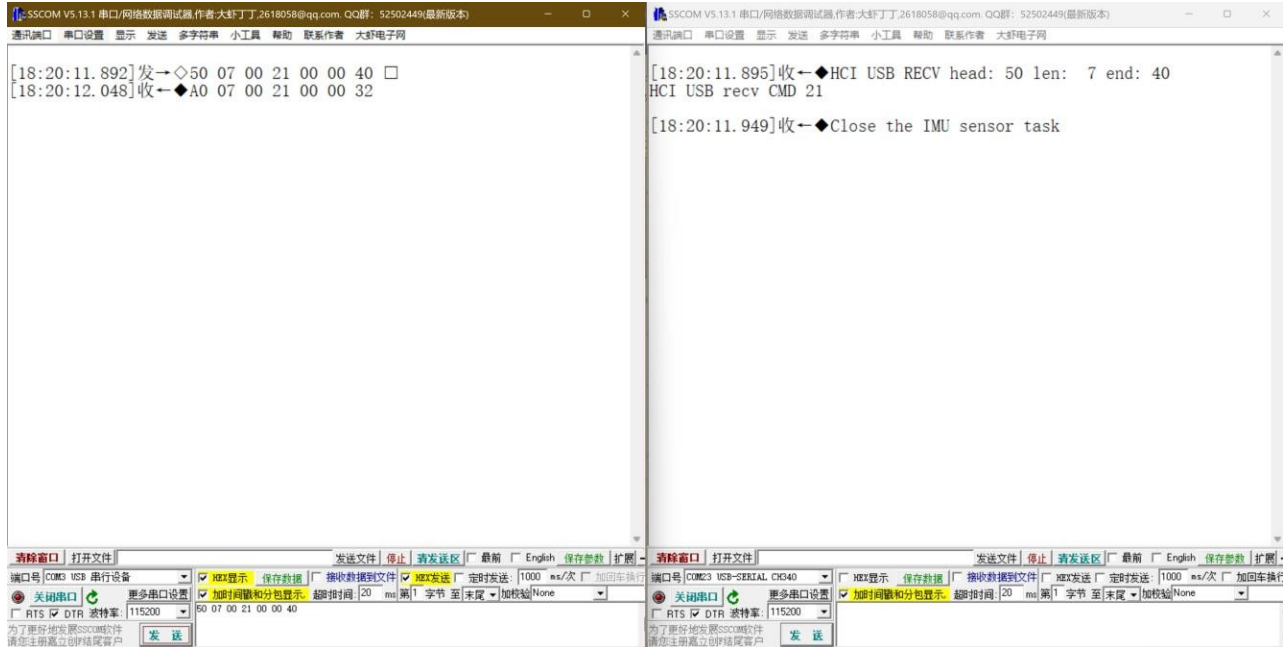 SSCOM V5.13.1 串口/网络数据调试器,作者:大虾丁丁,2618058@qq.com. QQ群: 52502449(最新版本)
通讯端口 串口设置 显示 发送 多字符串 小工具 帮助 联系作者 大虾电子网
[18:20:11.892]发→◇50 07 00 21 00 00 40 □
[18:20:12.048]收←◆A0 07 00 21 00 00 32
清除窗口 打开文件 发送文件 停止 清发送区 最前 English 保存参数 扩展 -
端口号 COM3 USB 串行设备 HEX显示 保存数据 接收数据到文件 HEX发送 定时发送: 1000 ms/次 加回车换行
关闭串口 更多串口设置 加时间戳和分包显示. 超时时间: 20 ms 第1 字节 至 末尾 加校验 None
RTS DTR 波特率: 115200 50 07 00 21 00 00 40
为了更好地发展SSCOM软件
请您注册嘉立创F结尾客户
发 送
SSCOM V5.13.1 串口/网络数据调试器,作者:大虾丁丁,2618058@qq.com. QQ群: 52502449(最新版本)
通讯端口 串口设置 显示 发送 多字符串 小工具 帮助 联系作者 大虾电子网
[18:20:11.895]收←◆HCI USB RECV head: 50 len:  7 end: 40
HCI USB recv CMD 21
[18:20:11.949]收←◆Close the IMU sensor task
清除窗口 打开文件 发送文件 停止 清发送区 最前 English 保存参数 扩展 -
端口号 COM23 USB-SERIAL CH340 HEX显示 保存数据 接收数据到文件 HEX发送 定时发送: 1000 ms/次 加回车换行
关闭串口 更多串口设置 加时间戳和分包显示. 超时时间: 20 ms 第1 字节 至 末尾 加校验 None
RTS DTR 波特率: 115200
为了更好地发展SSCOM软件
请您注册嘉立创F结尾客户
发 送